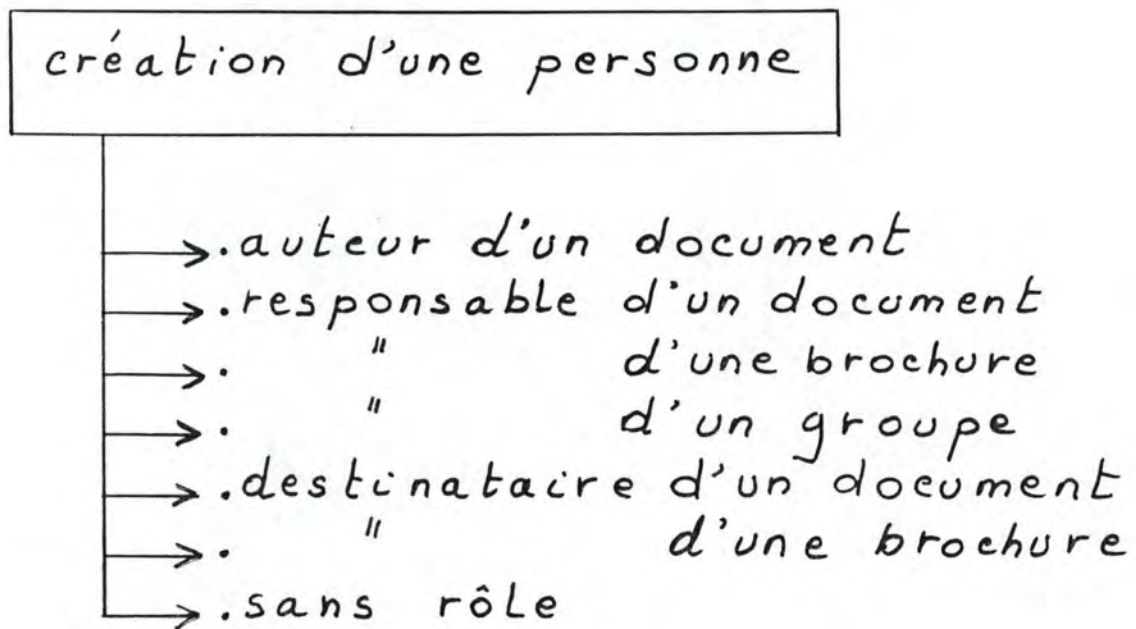 création d'une personne
.auteur d'un document
.responsable d'un document
. " d'une brochure
. " d'un groupe
.destinataire d'un document
. " d'une brochure
.sans rôle